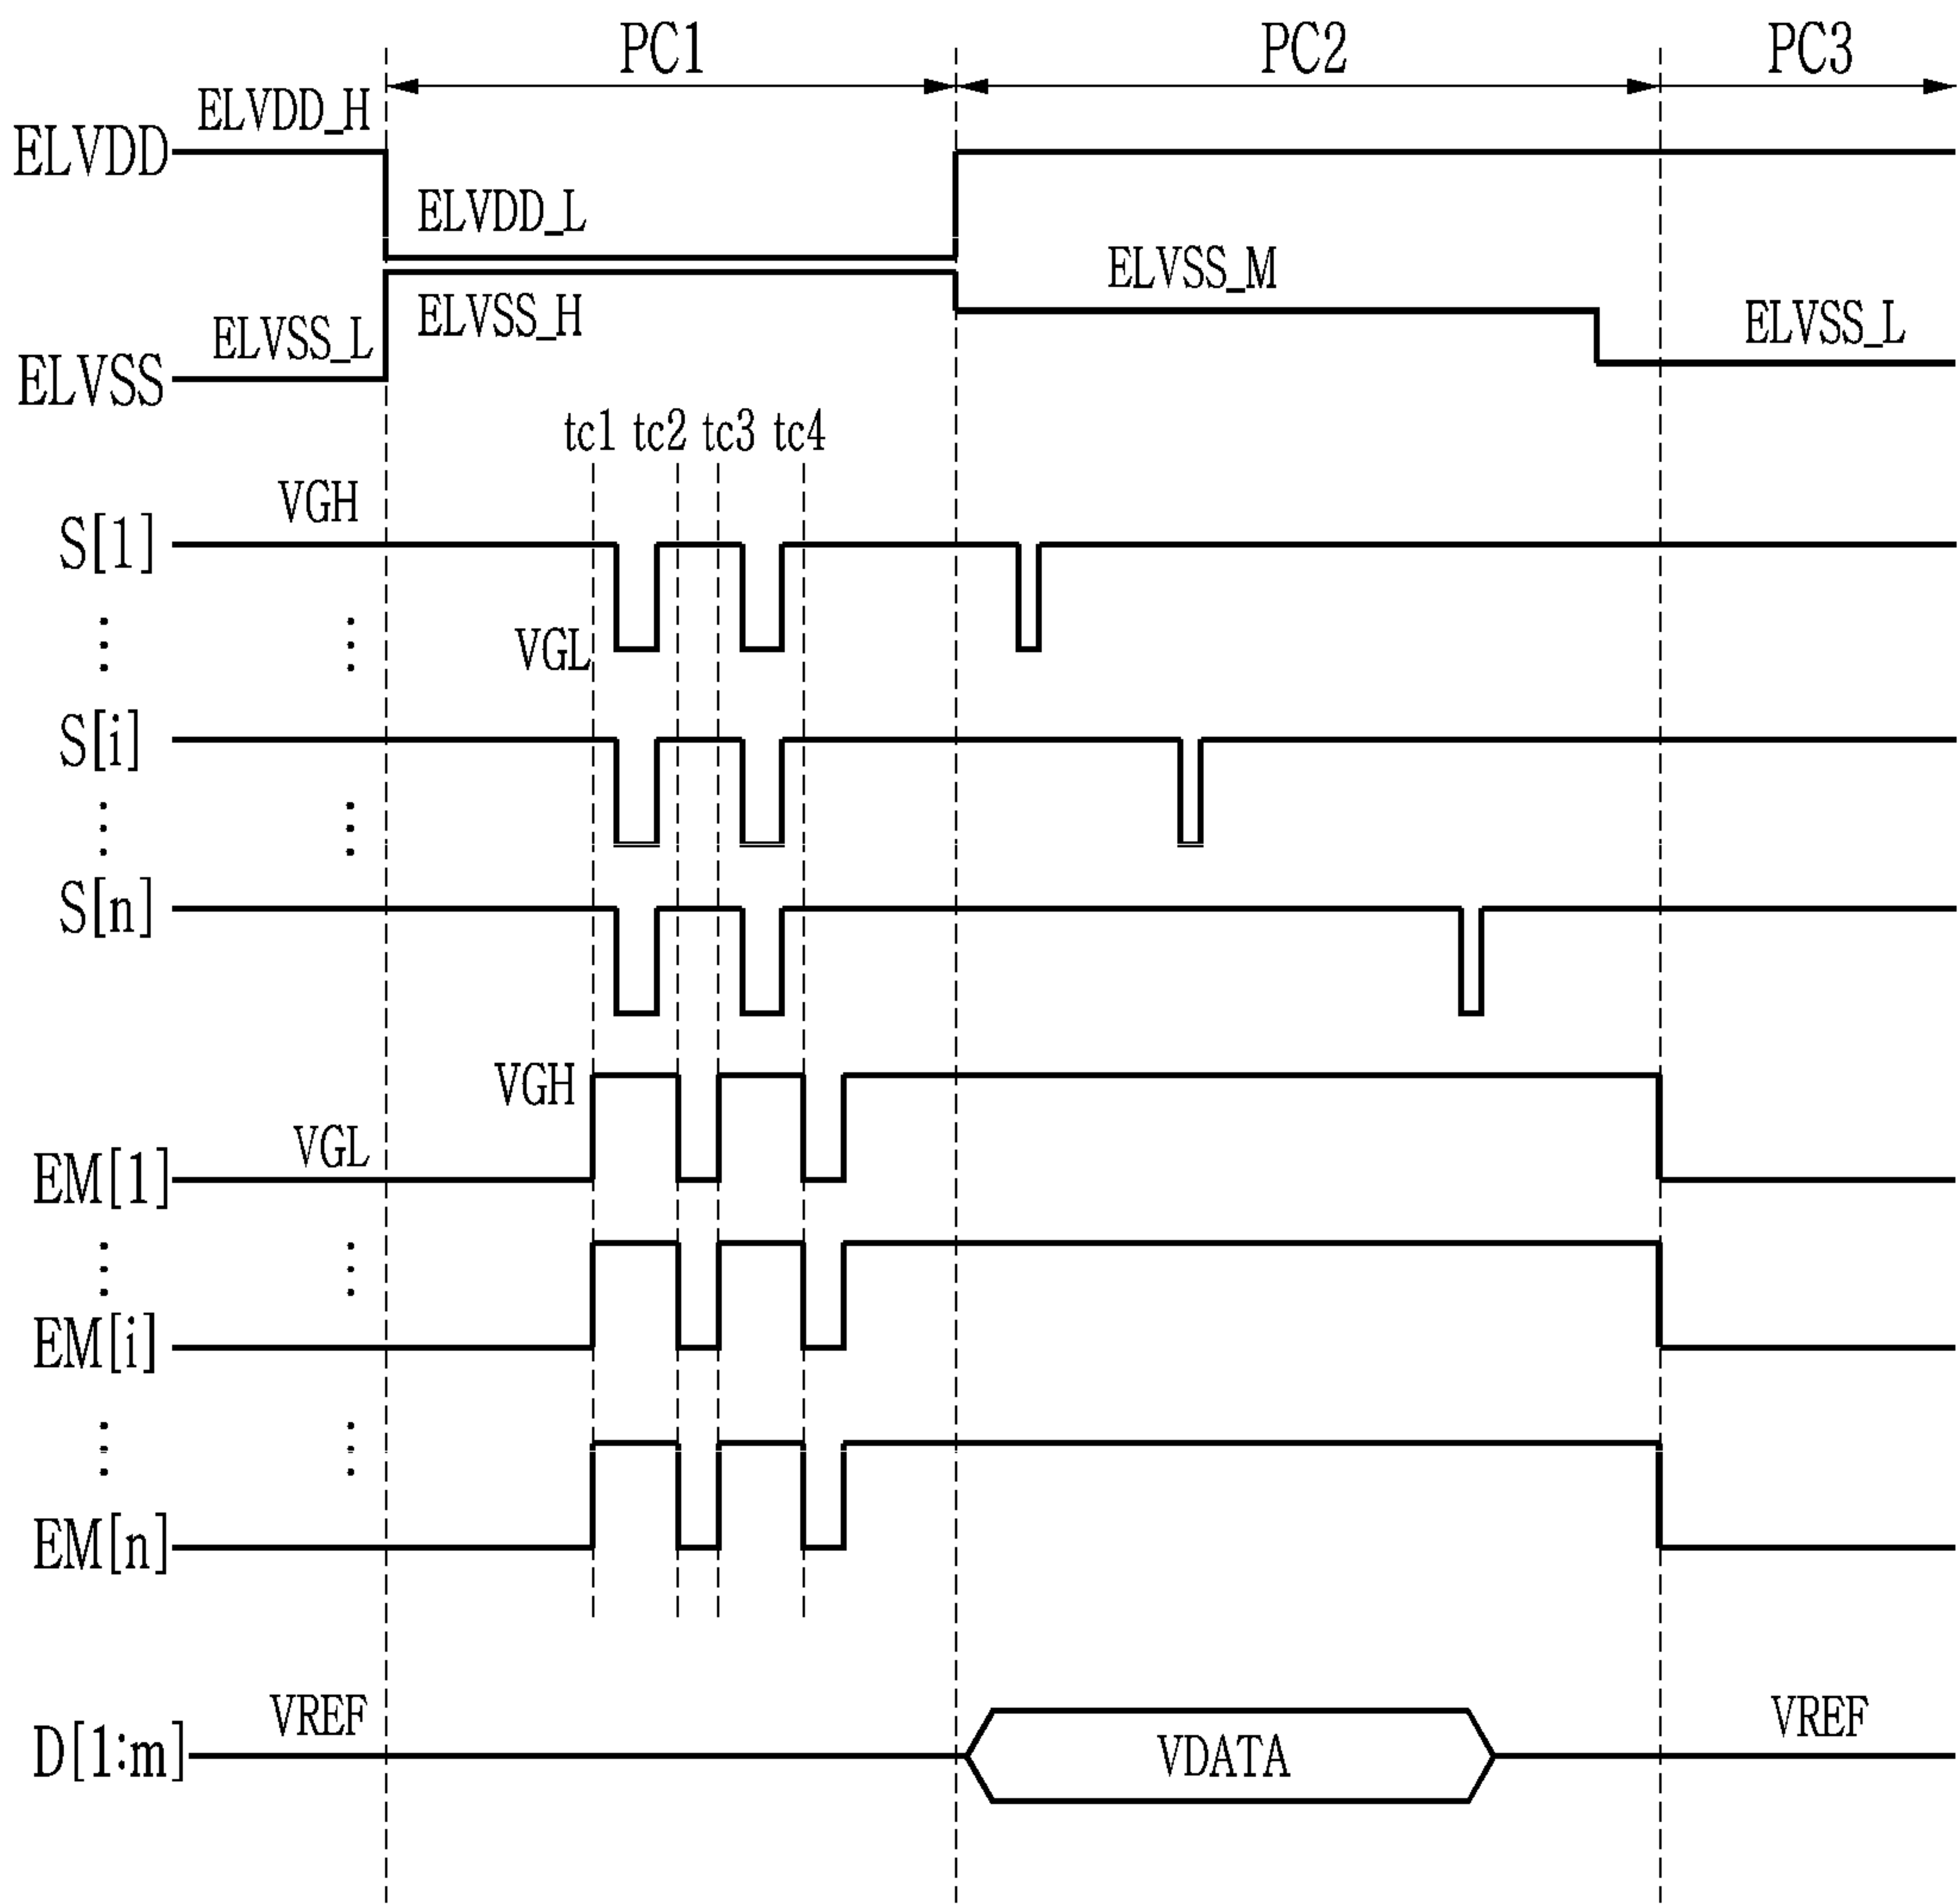 PC1 PC2 PC3
ELVDD_H
ELVDD
ELVDD_L
ELVSS_M
ELVSS_H
ELVSS_L
ELVSS_L
ELVSS
tc1 tc2 tc3 tc4
VGH
S[1]
VGL
S[i]
S[n]
VGH
VGL
EM[1]
EM[i]
EM[n]
VREF
VREF
D[1:m]
VDATA